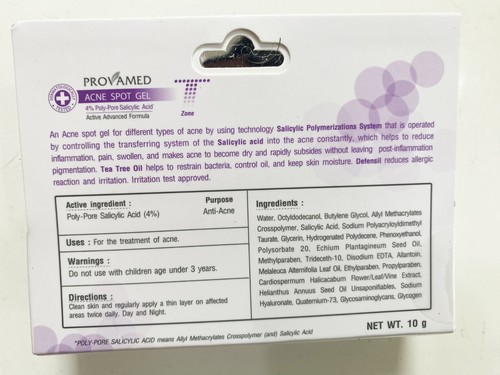 PROVAMED
DERMATOLOGIST TESTED
ACNE SPOT GEL
4% Poly-Pore Salicylic Acid*
Active Advanced Formula
T
Zone
An Acne spot gel for different types of acne by using technology Salicylic Polymerizations System that is operated
by controlling the transferring system of the Salicylic acid into the acne constantly, which helps to reduce
inflammation, pain, swollen, and makes acne to become dry and rapidly subsides without leaving post-inflammation
pigmentation. Tea Tree Oil helps to restrain bacteria, control oil, and keep skin moisture. Defensil reduces allergic
reaction and irritation. Irritation test approved.
Active ingredient : Purpose
Poly-Pore Salicylic Acid (4%) Anti-Acne
Uses : For the treatment of acne.
Warnings :
Do not use with children age under 3 years.
Directions :
Clean skin and regularly apply a thin layer on affected
areas twice daily. Day and Night.
Ingredients :
Water, Octyldodecanol, Butylene Glycol, Allyl Methacrylates
Crosspolymer, Salicylic Acid, Sodium Polyacryloyldimethyl
Taurate, Glycerin, Hydrogenated Polydecene, Phenoxyethanol,
Polysorbate 20, Echium Plantagineum Seed Oil,
Methylparaben, Trideceth-10, Disodium EDTA, Allantoin,
Melaleuca Alternifolia Leaf Oil, Ethylparaben, Propylparaben,
Cardiospermum Halicacabum Flower/Leaf/Vine Extract,
Helianthus Annuus Seed Oil Unsaponifiables, Sodium
Hyaluronate, Quaternium-73, Glycosaminoglycans, Glycogen
NET WT. 10 g
*POLY-PORE SALICYLIC ACID means Allyl Methacrylates Crosspolymer (and) Salicylic Acid